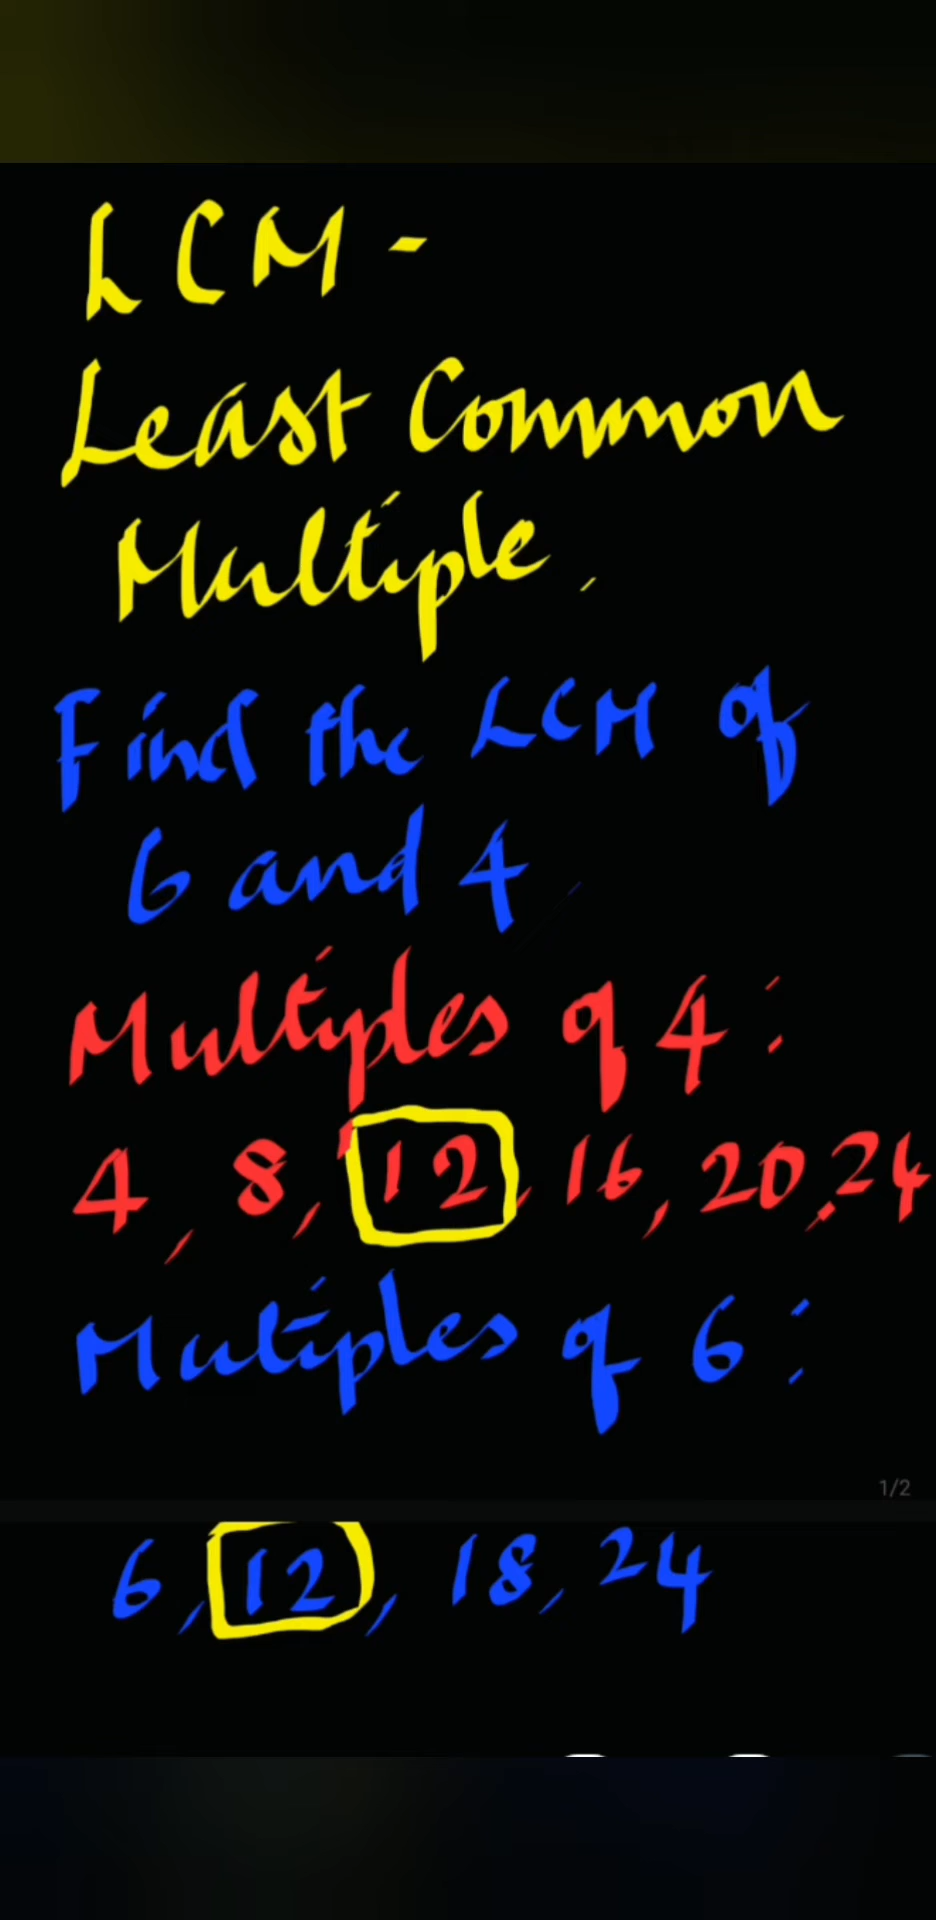 LCM -
Least Common
Multiple.
Find the LCM of
6 and 4
Multiples of 4:
4, 8, 12, 16, 20, 24
Mutiples of 6:
1/2
6, 12, 18, 24